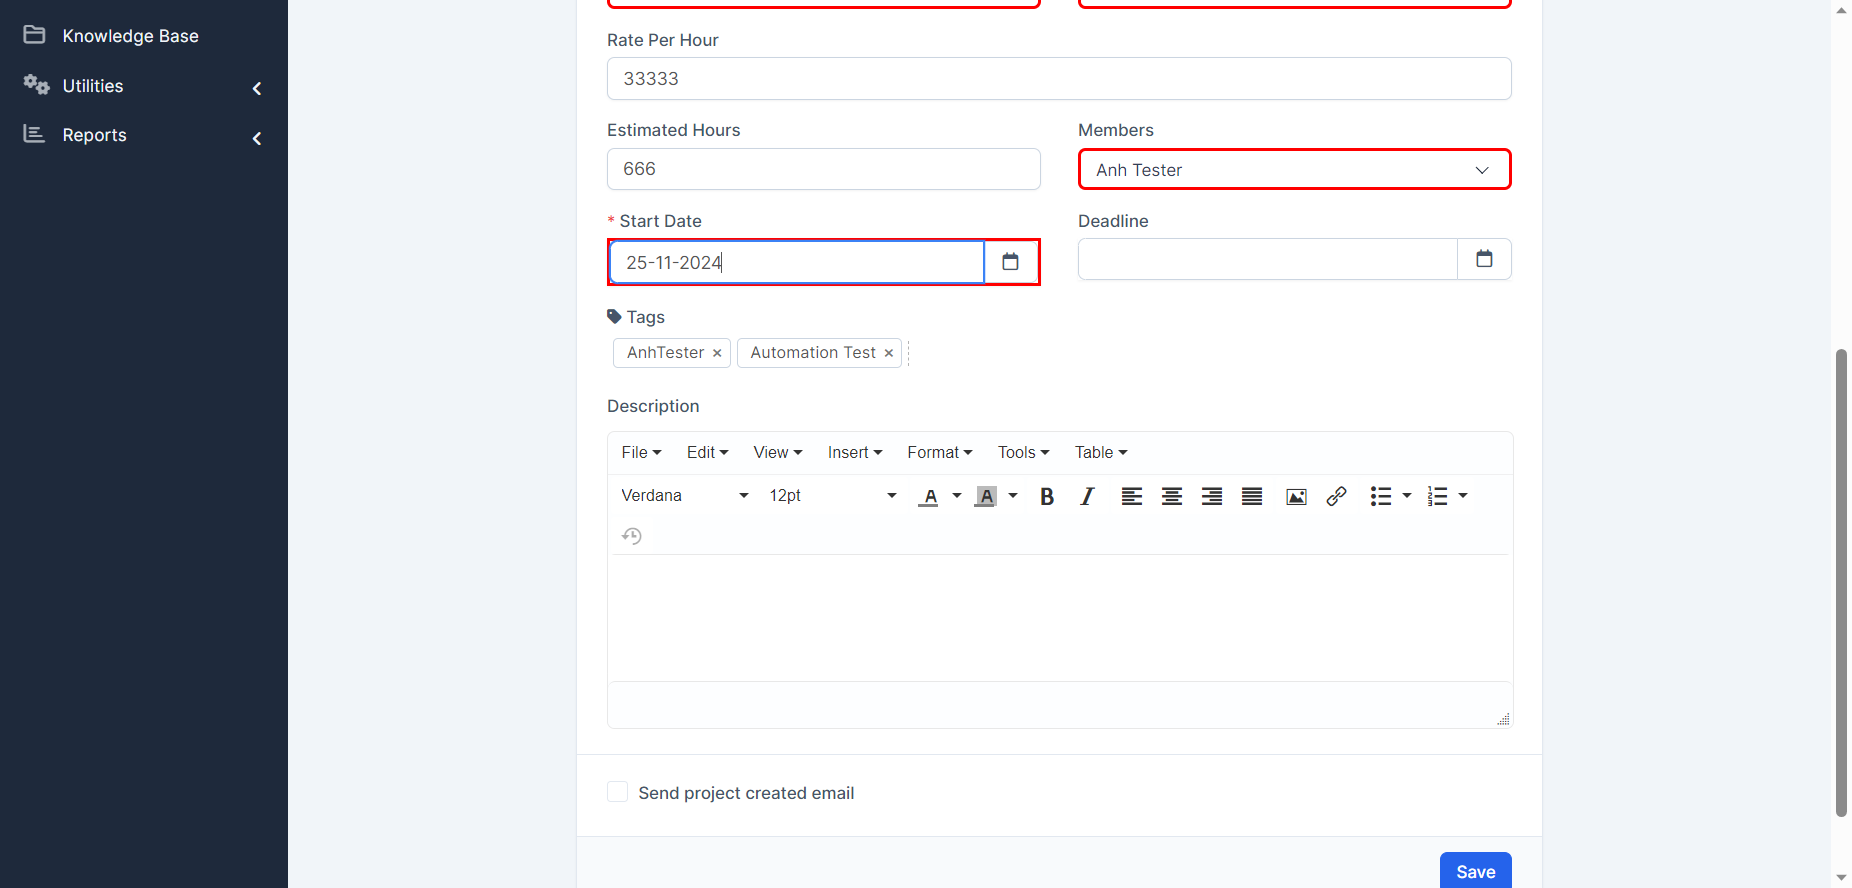 Knowledge Base
Utilities
Reports
Rate Per Hour
33333
Estimated Hours
Members
666
Anh Tester
* Start Date
Deadline
25-11-2024
Tags
AnhTester ×
Automation Test ×
Description
File Edit View Insert Format Tools Table
Verdana 12pt A A B I
Send project created email
Save